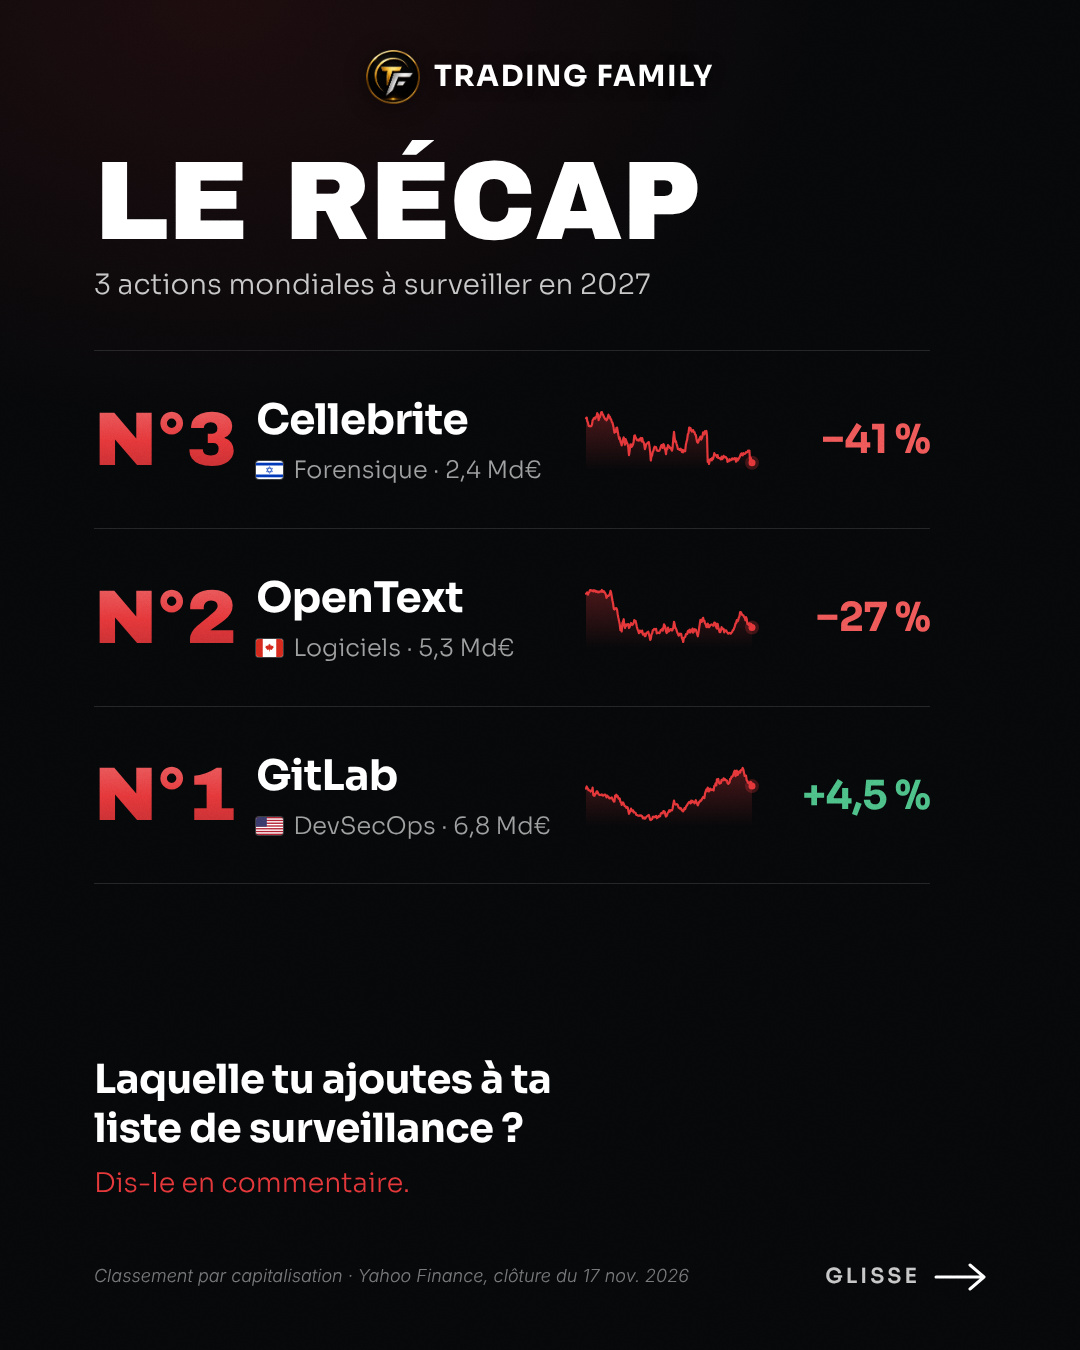 TF TRADING FAMILY
LE RÉCAP
3 actions mondiales à surveiller en 2027
N°3 Cellebrite −41 %
Forensique · 2,4 Md€
N°2 OpenText −27 %
Logiciels · 5,3 Md€
N°1 GitLab +4,5 %
DevSecOps · 6,8 Md€
Laquelle tu ajoutes à ta
liste de surveillance ?
Dis-le en commentaire.
Classement par capitalisation · Yahoo Finance, clôture du 17 nov. 2026
GLISSE